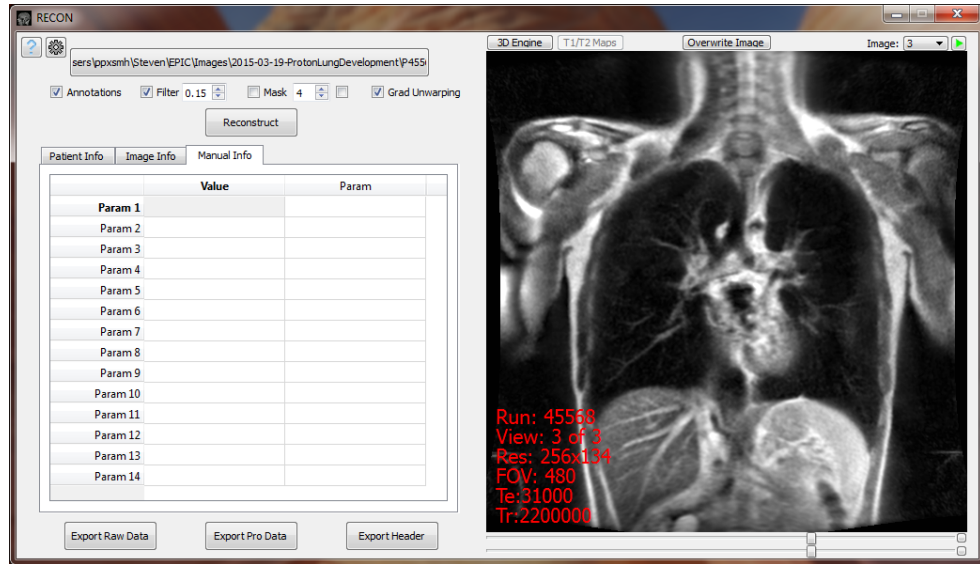 RECON
sers\ppxsmh\Steven\EPIC\Images\2015-03-19-ProtonLungDevelopment\P455
Annotations Filter 0.15 Mask 4 Grad Unwarping
Reconstruct
Patient Info Image Info Manual Info
Value Param
Param 1
Param 2
Param 3
Param 4
Param 5
Param 6
Param 7
Param 8
Param 9
Param 10
Param 11
Param 12
Param 13
Param 14
Export Raw Data Export Pro Data Export Header
3D Engine T1/T2 Maps Overwrite Image Image: 3
Run: 45568
View: 3 of 3
Res: 256x134
FOV: 480
Te:31000
Tr:2200000